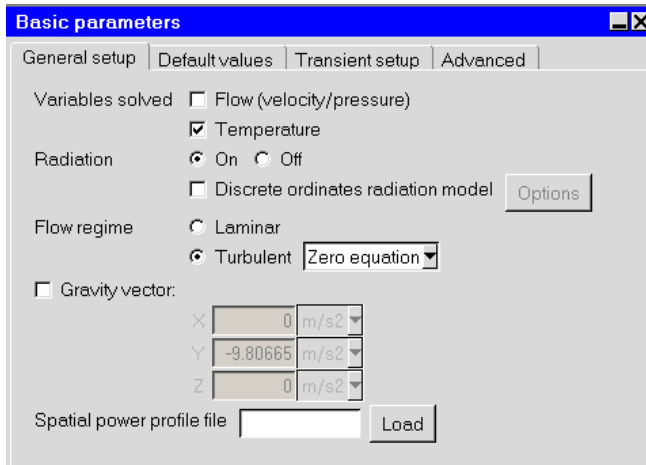 Basic parameters
General setup Default values Transient setup Advanced
Variables solved Flow (velocity/pressure)
Temperature
Radiation On Off
Discrete ordinates radiation model Options
Flow regime Laminar
Turbulent Zero equation
Gravity vector:
X 0 m/s2
Y -9.80665 m/s2
Z 0 m/s2
Spatial power profile file Load